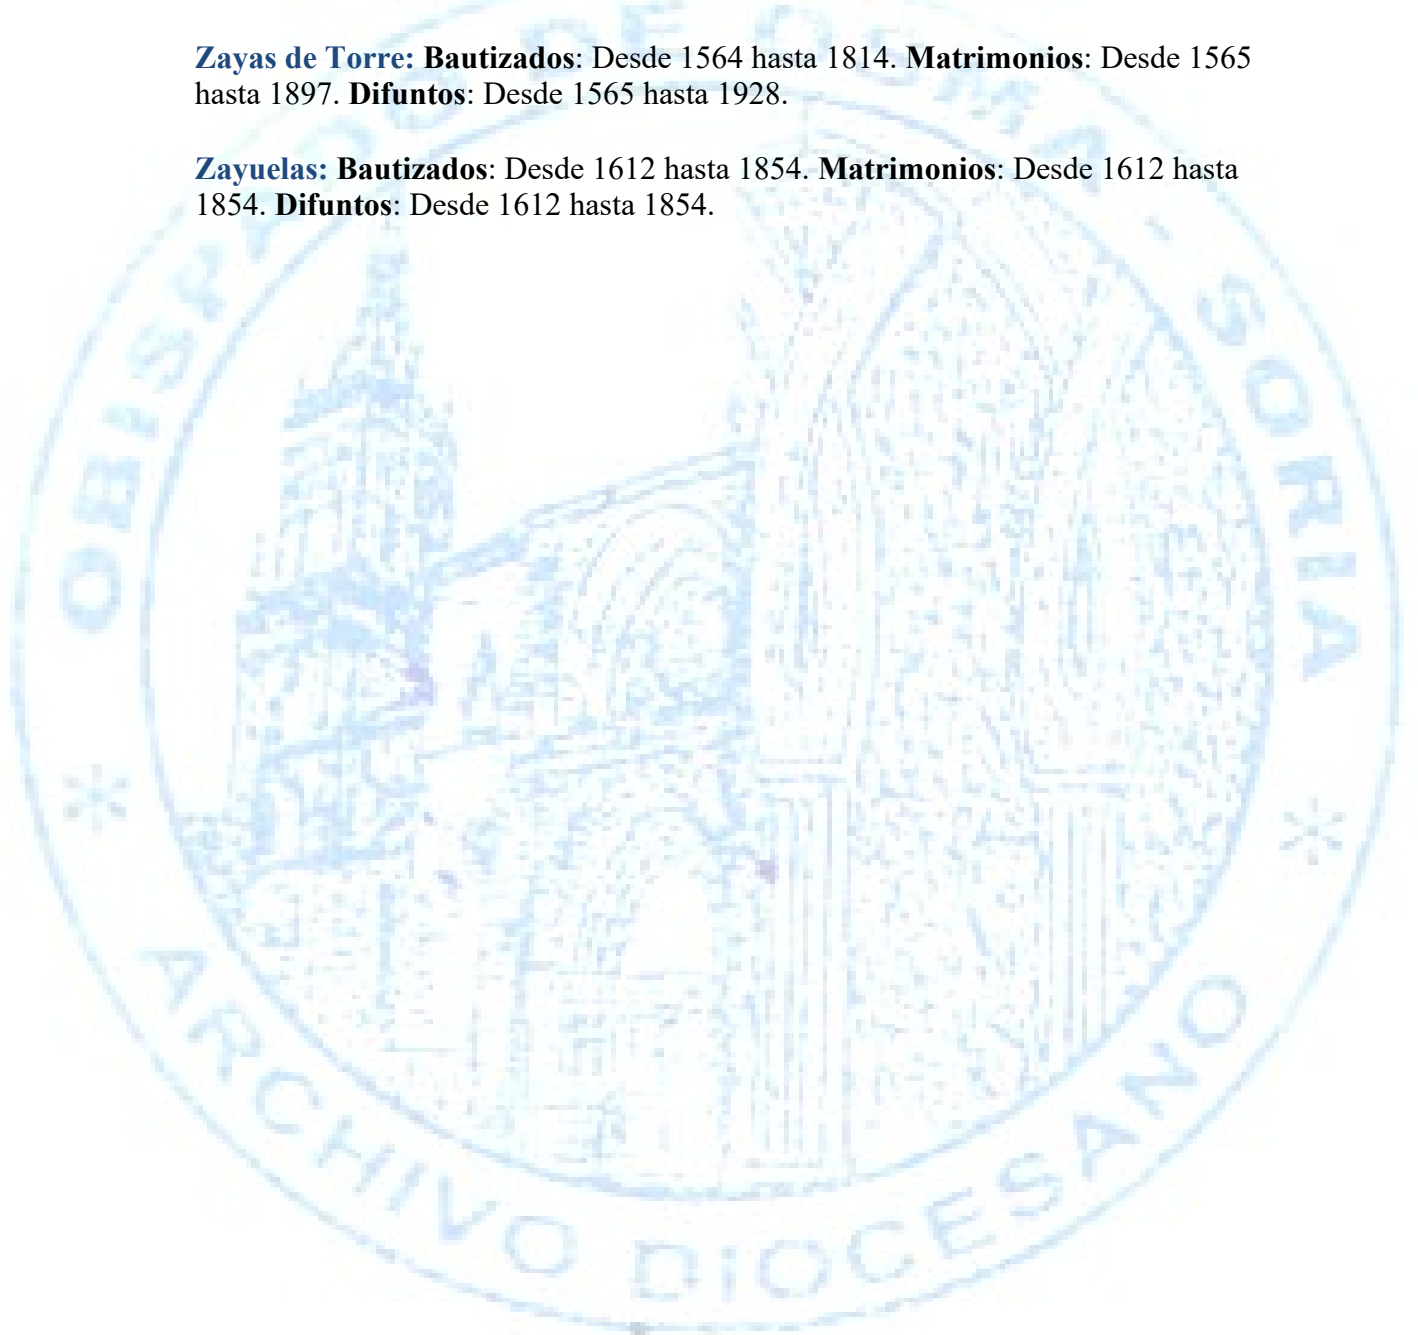 Zayas de Torre: Bautizados: Desde 1564 hasta 1814. Matrimonios: Desde 1565
hasta 1897. Difuntos: Desde 1565 hasta 1928.
Zayuelas: Bautizados: Desde 1612 hasta 1854. Matrimonios: Desde 1612 hasta
1854. Difuntos: Desde 1612 hasta 1854.
OBISPADO DE OSMA - SORIA
ARCHIVO DiOCESANO